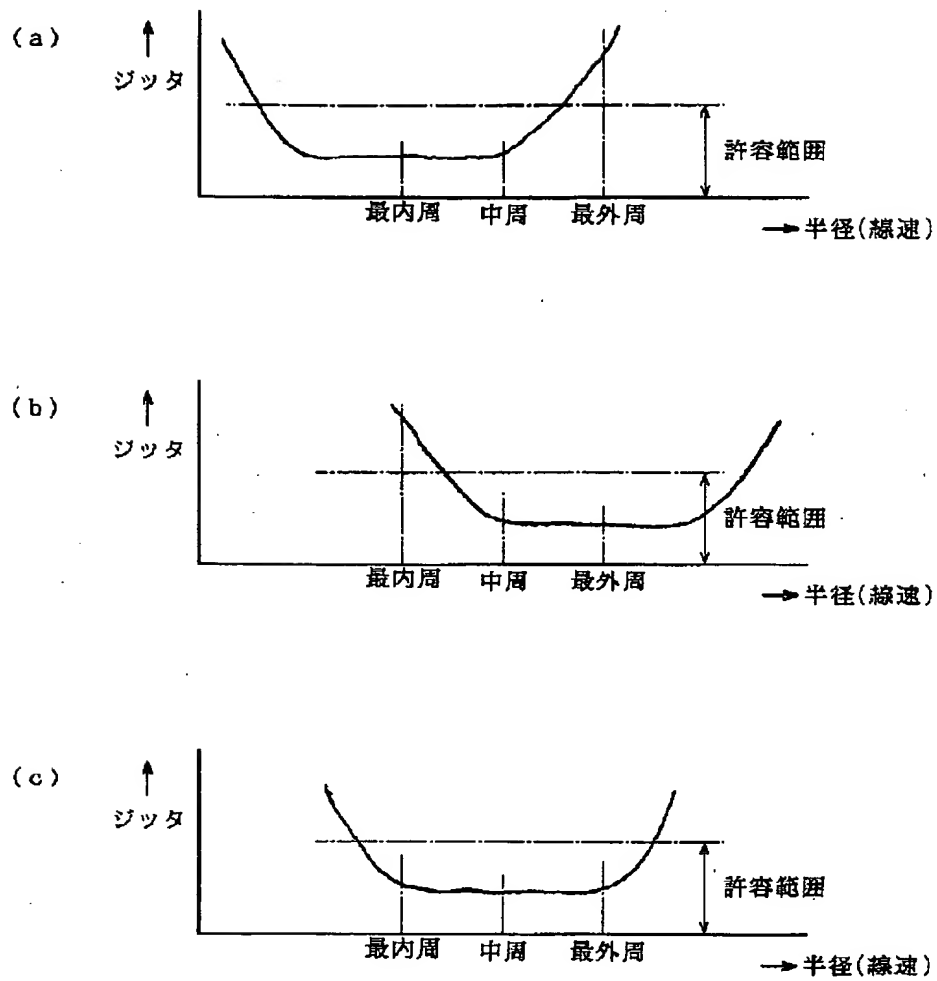 (a)
ジッタ
許容範囲
最内周 中周 最外周
半径(線速)
(b)
ジッタ
許容範囲
最内周 中周 最外周
半径(線速)
(c)
ジッタ
許容範囲
最内周 中周 最外周
半径(線速)